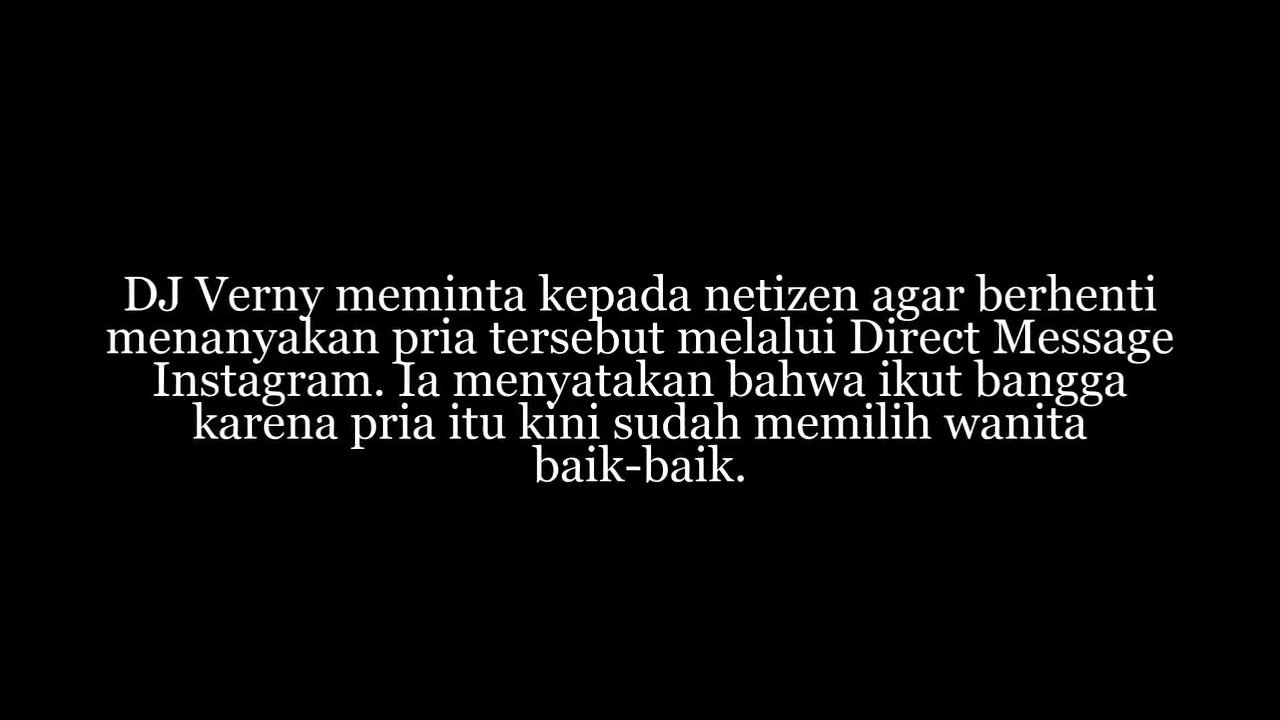 DJ Verny meminta kepada netizen agar berhenti
menanyakan pria tersebut melalui Direct Message
Instagram. Ia menyatakan bahwa ikut bangga
karena pria itu kini sudah memilih wanita
baik-baik.